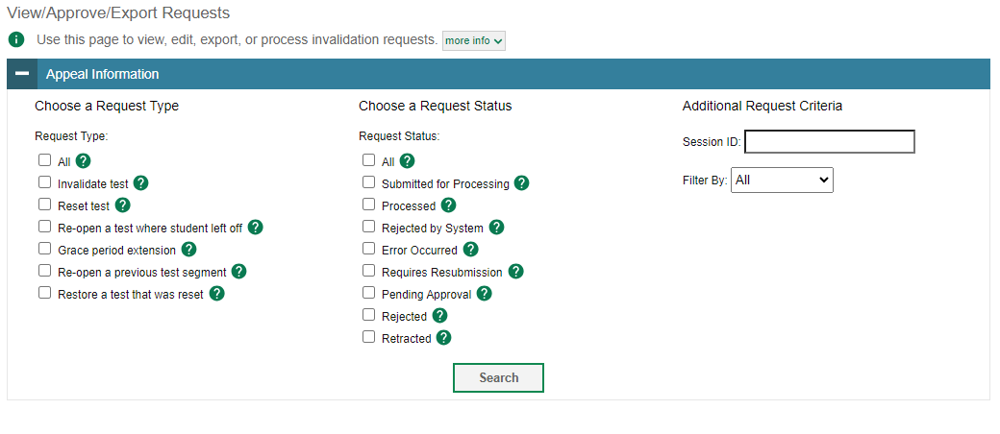 View/Approve/Export Requests
Use this page to view, edit, export, or process invalidation requests. more info
Appeal Information
Choose a Request Type
Request Type:
All ?
Invalidate test ?
Reset test ?
Re-open a test where student left off ?
Grace period extension ?
Re-open a previous test segment ?
Restore a test that was reset ?
Choose a Request Status
Request Status:
All ?
Submitted for Processing ?
Processed ?
Rejected by System ?
Error Occurred ?
Requires Resubmission ?
Pending Approval ?
Rejected ?
Retracted ?
Additional Request Criteria
Session ID:
Filter By: All
Search